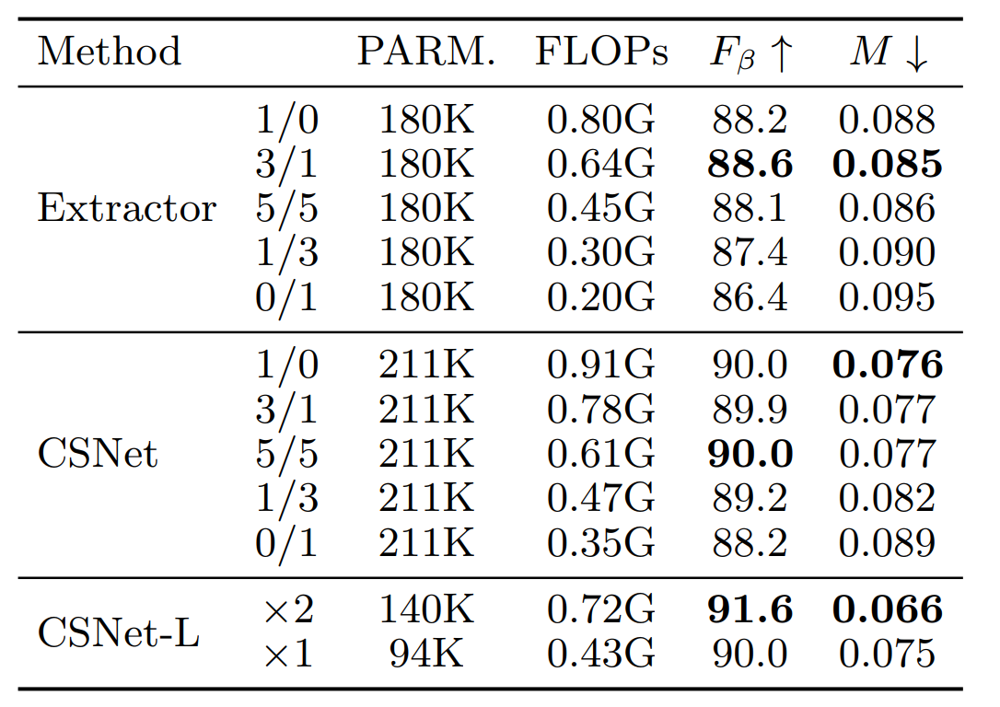 Method PARM. FLOPs Fβ ↑ M ↓
1/0 180K 0.80G 88.2 0.088
3/1 180K 0.64G 88.6 0.085
Extractor 5/5 180K 0.45G 88.1 0.086
1/3 180K 0.30G 87.4 0.090
0/1 180K 0.20G 86.4 0.095
1/0 211K 0.91G 90.0 0.076
3/1 211K 0.78G 89.9 0.077
CSNet 5/5 211K 0.61G 90.0 0.077
1/3 211K 0.47G 89.2 0.082
0/1 211K 0.35G 88.2 0.089
CSNet-L ×2 140K 0.72G 91.6 0.066
×1 94K 0.43G 90.0 0.075